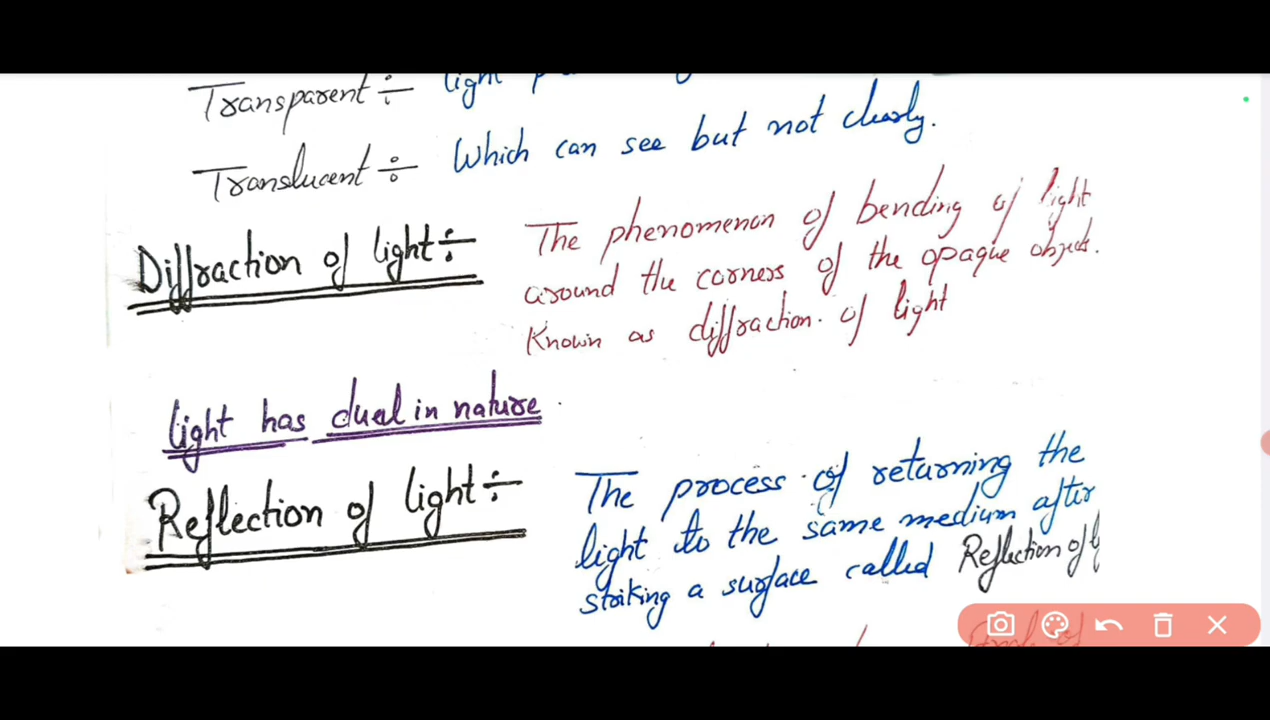 Transparent ÷ light
Translucent ÷ Which can see but not clearly.
Diffraction of light ÷ The phenomenon of bending of light
around the corners of the opaque object.
Known as diffraction. of light
light has dual in nature
Reflection of light ÷ The process of returning the
light to the same medium after
striking a surface called Reflection of